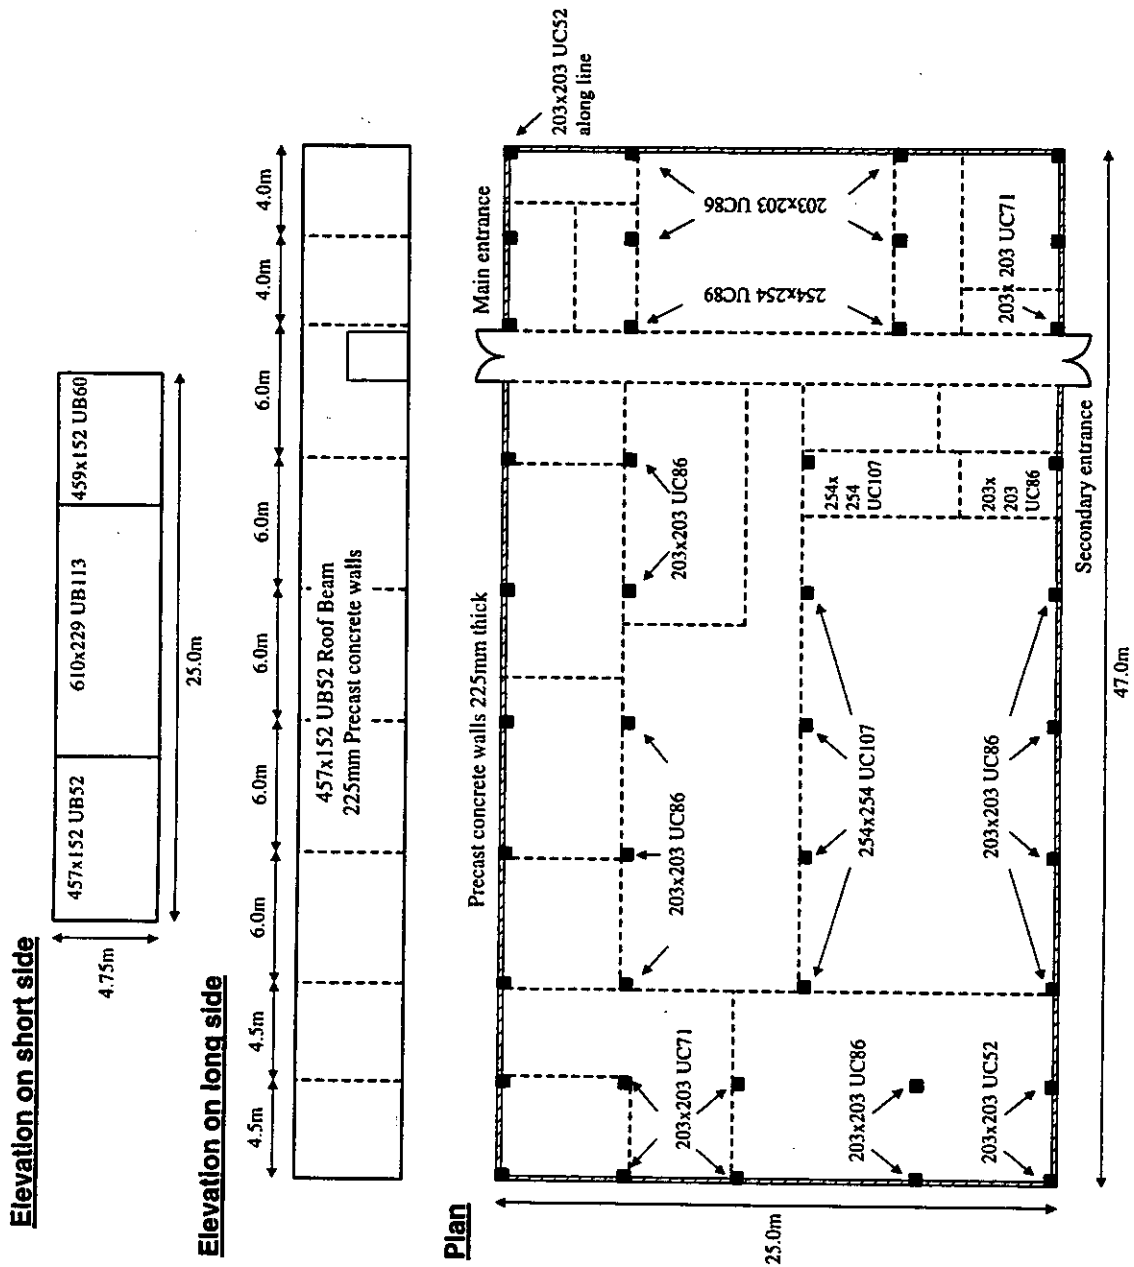 Elevation on short side
457x152 UB52
610x229 UB113
459x152 UB60
4.75m
25.0m
Elevation on long side
4.5m
4.5m
6.0m
6.0m
6.0m
6.0m
6.0m
4.0m
4.0m
457x152 UB52 Roof Beam
225mm Precast concrete walls
Plan
Precast concrete walls 225mm thick
Main entrance
203x203 UC52
along line
203x203 UC86
203x203 UC86
203x203 UC86
254x254 UC89
203x203 UC71
203x203 UC86
203x203 UC52
254x254 UC107
203x203 UC86
254x
254
UC107
203x
203
UC86
203x 203 UC71
Secondary entrance
25.0m
47.0m